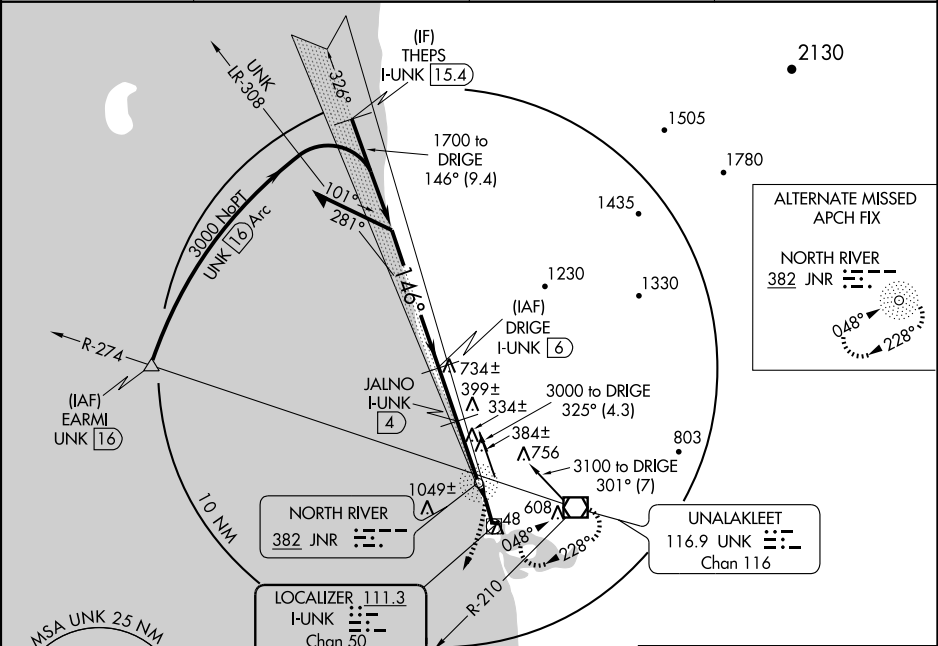 (IF)
THEPS
I-UNK 15.4
326°
UNK
LR-308
2130
1505
1780
1700 to
DRIGE
146° (9.4)
101°
281°
3000 NoPT
UNK 16 Arc
146°
1435
1230
1330
ALTERNATE MISSED
APCH FIX
NORTH RIVER
382 JNR
048°
228°
(IAF)
DRIGE
I-UNK 6
R-274
(IAF)
EARMI
UNK 16
734±
399±
334±
384±
JALNO
I-UNK
4
3000 to DRIGE
325° (4.3)
756
803
3100 to DRIGE
301° (7)
1049±
608
48
048°
228°
10 NM
NORTH RIVER
382 JNR
UNALAKLEET
116.9 UNK
Chan 116
R-210
LOCALIZER 111.3
I-UNK
Chan 50
MSA UNK 25 NM